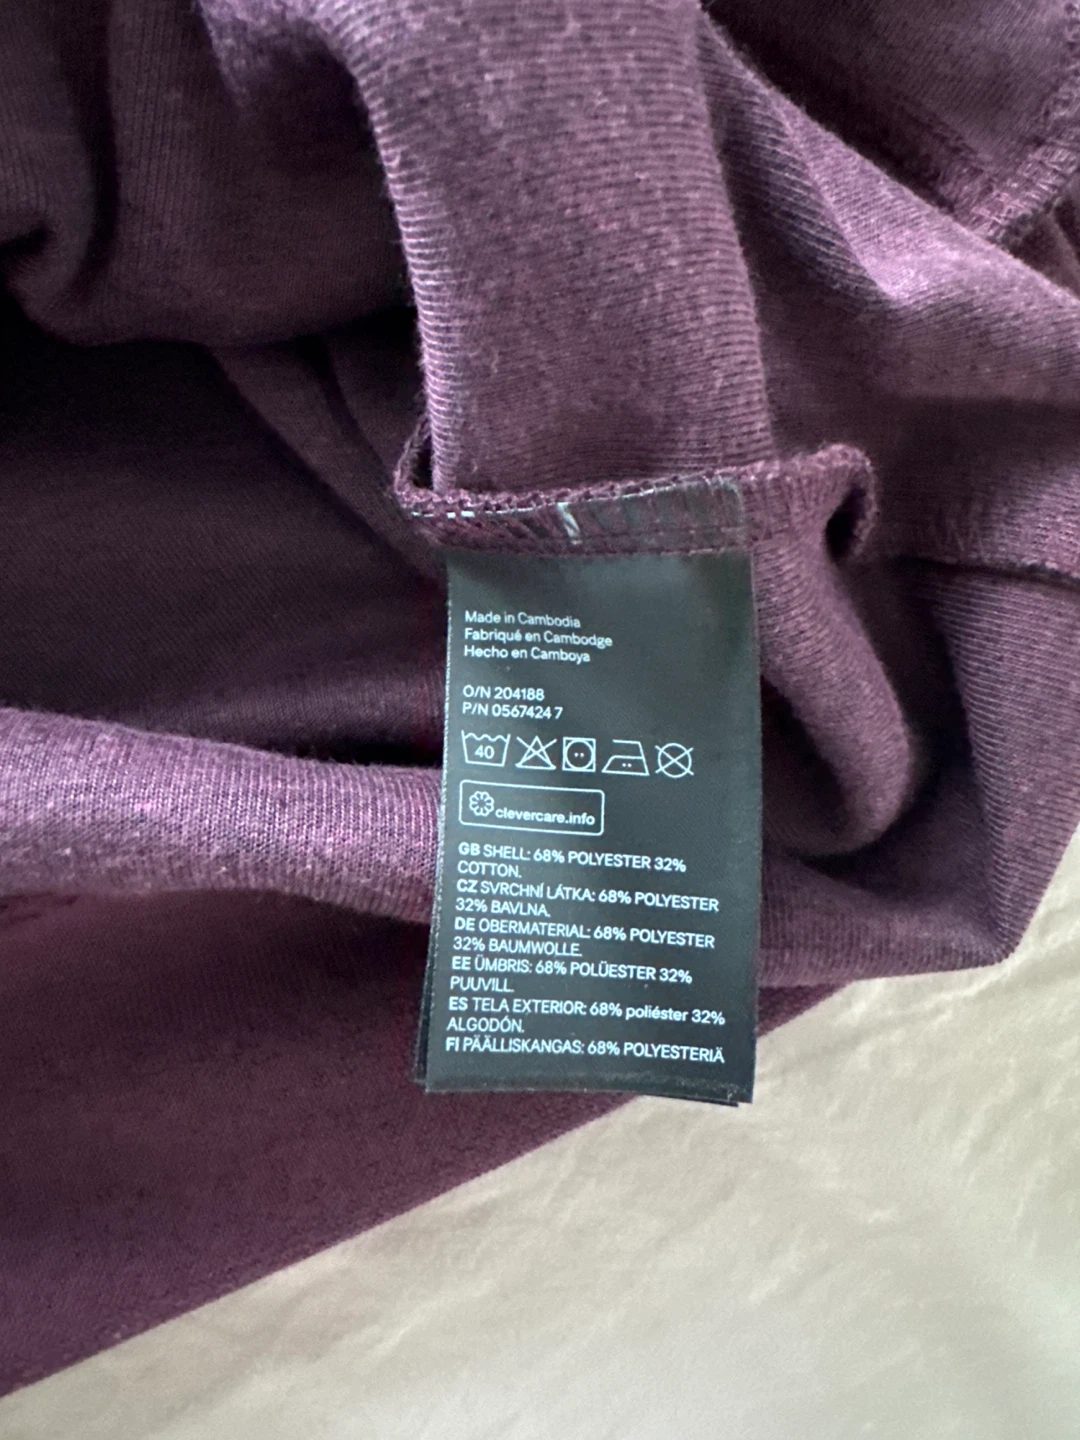 Made in Cambodia
Fabriqué en Cambodge
Hecho en Camboya
O/N 204188
P/N 0567424 7
40
clevercare.info
GB SHELL: 68% POLYESTER 32%
COTTON.
CZ SVRCHNÍ LÁTKA: 68% POLYESTER
32% BAVLNA.
DE OBERMATERIAL: 68% POLYESTER
32% BAUMWOLLE.
EE ÜMBRIS: 68% POLÜESTER 32%
PUUVILL.
ES TELA EXTERIOR: 68% poliéster 32%
ALGODÓN.
FI PÄÄLLISKANGAS: 68% POLYESTERIÄ